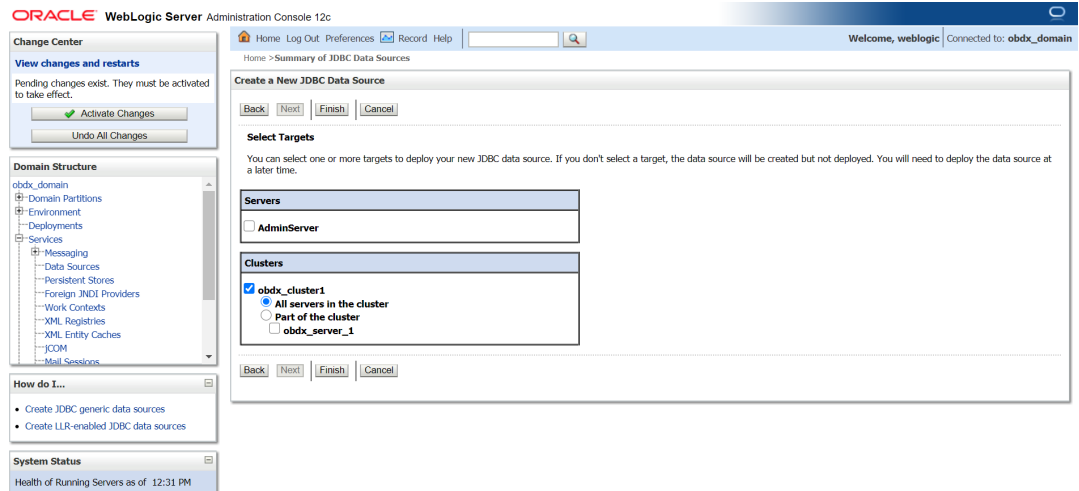 ORACLE® WebLogic Server Administration Console 12c
Change Center
View changes and restarts
Pending changes exist. They must be activated
to take effect.
Activate Changes
Undo All Changes
Domain Structure
obdx_domain
Domain Partitions
Environment
Deployments
Services
Messaging
Data Sources
Persistent Stores
Foreign JNDI Providers
Work Contexts
XML Registries
XML Entity Caches
jCOM
Mail Sessions
How do I...
Create JDBC generic data sources
Create LLR-enabled JDBC data sources
System Status
Health of Running Servers as of 12:31 PM
Home Log Out Preferences Record Help
Welcome, weblogic Connected to: obdx_domain
Home >Summary of JDBC Data Sources
Create a New JDBC Data Source
Back Next Finish Cancel
Select Targets
You can select one or more targets to deploy your new JDBC data source. If you don't select a target, the data source will be created but not deployed. You will need to deploy the data source at
a later time.
Servers
AdminServer
Clusters
obdx_cluster1
All servers in the cluster
Part of the cluster
obdx_server_1
Back Next Finish Cancel